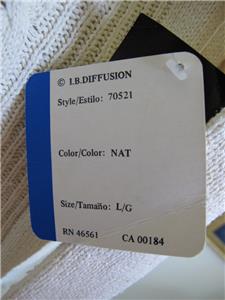 © I.B.DIFFUSION
Style/Estilo: 70521
Color/Color: NAT
Size/Tamaño: L/G
RN 46561 CA 00184